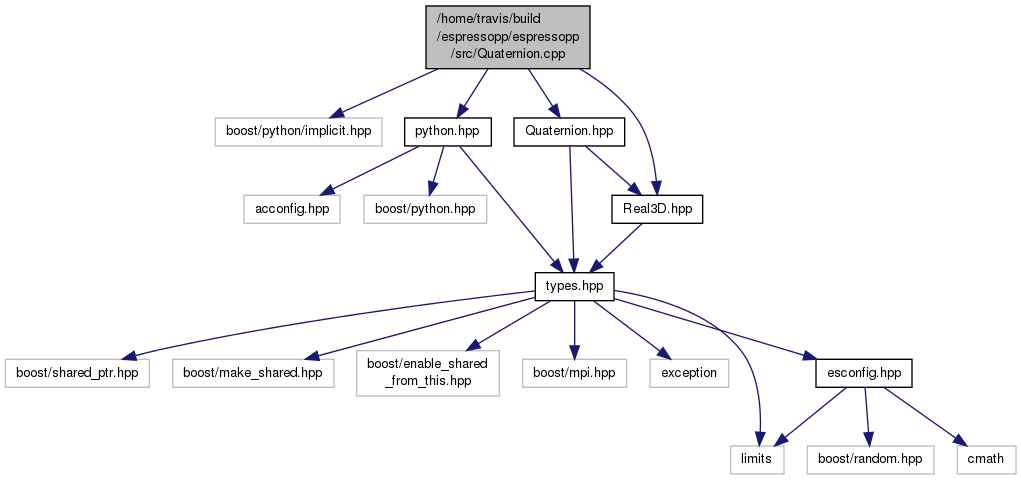 /home/travis/build
/espressopp/espressopp
/src/Quaternion.cpp
boost/python/implicit.hpp
python.hpp
Quaternion.hpp
acconfig.hpp
boost/python.hpp
Real3D.hpp
types.hpp
boost/shared_ptr.hpp
boost/make_shared.hpp
boost/enable_shared
_from_this.hpp
boost/mpi.hpp
exception
esconfig.hpp
limits
boost/random.hpp
cmath